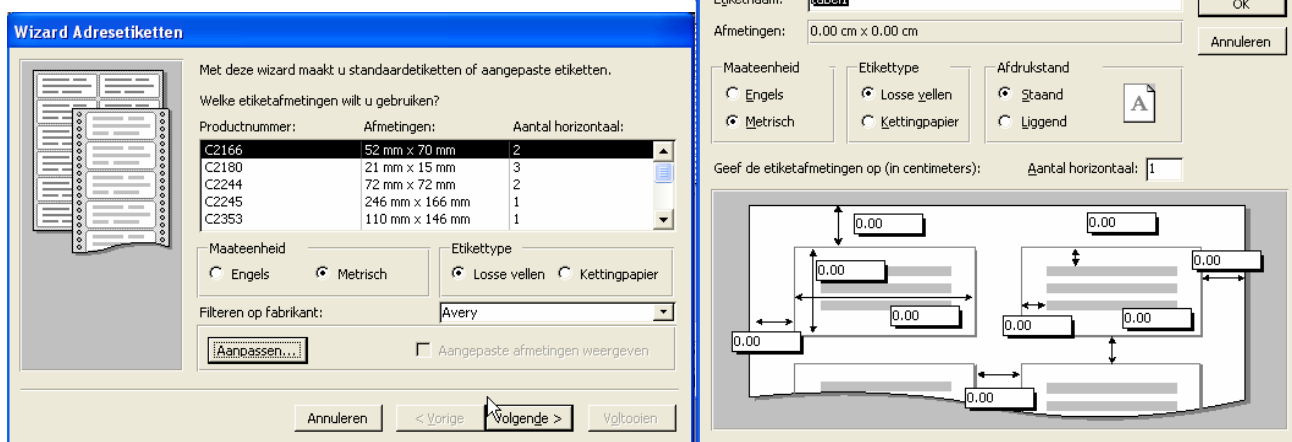 Wizard Adresetiketten
Met deze wizard maakt u standaardetiketten of aangepaste etiketten.
Welke etiketafmetingen wilt u gebruiken?
Productnummer: Afmetingen: Aantal horizontaal:
C2166 52 mm x 70 mm 2
C2180 21 mm x 15 mm 3
C2244 72 mm x 72 mm 2
C2245 246 mm x 166 mm 1
C2353 110 mm x 146 mm 1
Maateenheid Etikettype
Engels Metrisch Losse vellen Kettingpapier
Filteren op fabrikant: Avery
Aanpassen... Aangepaste afmetingen weergeven
Annuleren < Vorige Volgende > Voltooien
OK
Afmetingen: 0.00 cm x 0.00 cm
Annuleren
Maateenheid Etikettype Afdrukstand
Engels Losse vellen Staand
A
Metrisch Kettingpapier Liggend
Geef de etiketafmetingen op (in centimeters): Aantal horizontaal: 1
0.00 0.00
0.00 0.00
0.00 0.00 0.00
0.00
0.00